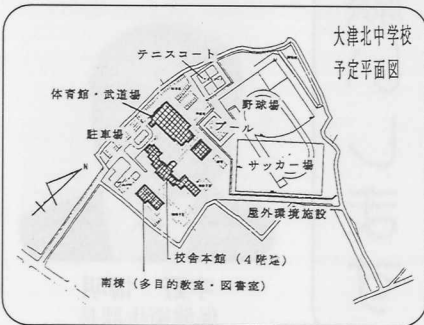 大津北中学校
予定平面図
テニスコート
体育館・武道場
野球場
プール
駐車場
N
サッカー場
屋外環境施設
校舎本館（4階建）
南棟（多目的教室・図書室）